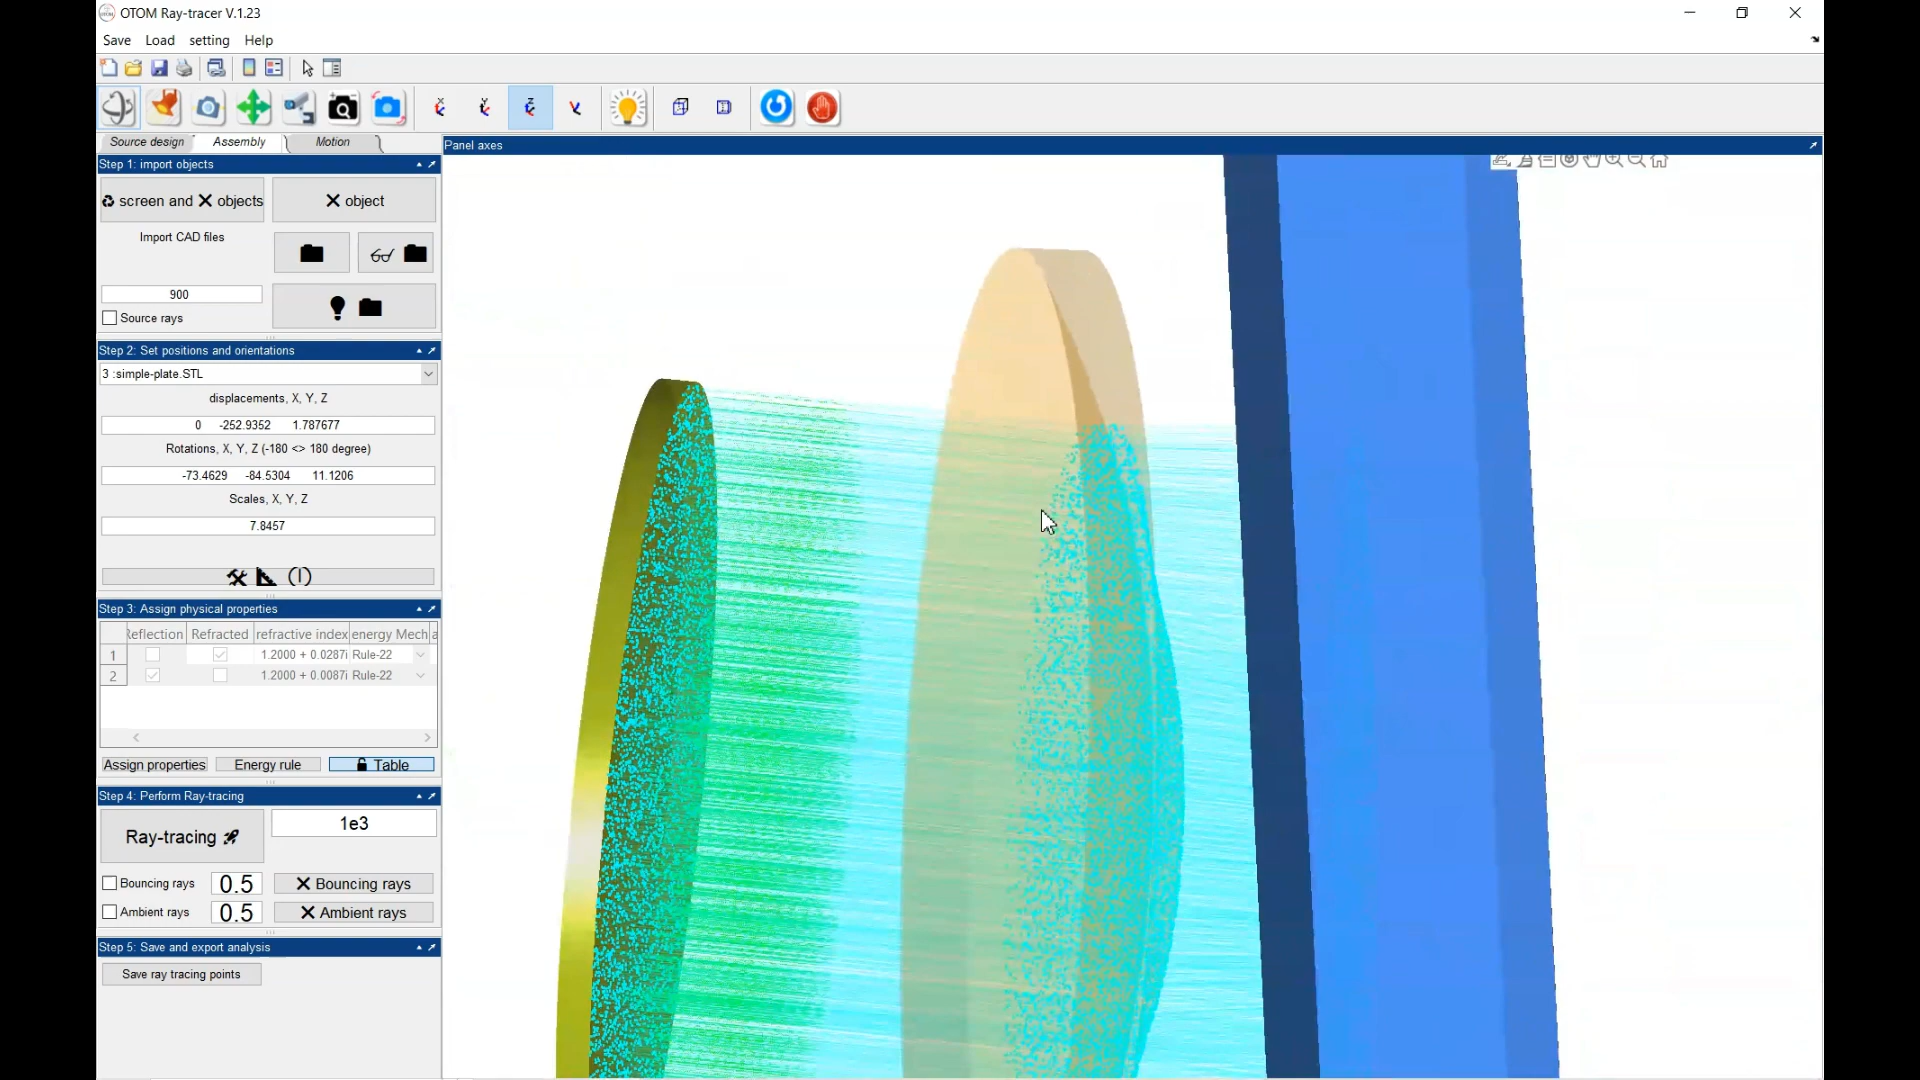 OTOM Ray-tracer V.1.23
Save Load setting Help
Source design Assembly Motion
Panel axes
Step 1: import objects
screen and ✕ objects
✕ object
Import CAD files
900
Source rays
Step 2: Set positions and orientations
3 :simple-plate.STL
displacements, X, Y, Z
0 -252.9352 1.787677
Rotations, X, Y, Z (-180 <> 180 degree)
-73.4629 -84.5304 11.1206
Scales, X, Y, Z
7.8457
Step 3: Assign physical properties
Reflection Refracted refractive index energy Mech a
1 1.2000 + 0.0287i Rule-22
2 1.2000 + 0.0087i Rule-22
Assign properties Energy rule Table
Step 4: Perform Ray-tracing
Ray-tracing 1e3
Bouncing rays 0.5 ✕ Bouncing rays
Ambient rays 0.5 ✕ Ambient rays
Step 5: Save and export analysis
Save ray tracing points